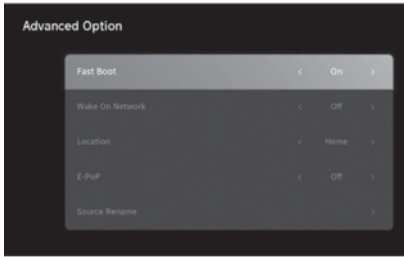 Advanced Option
Fast Boot < On >
Wake On Network < Off >
Location < Home >
E-PoP < Off >
Source Rename >